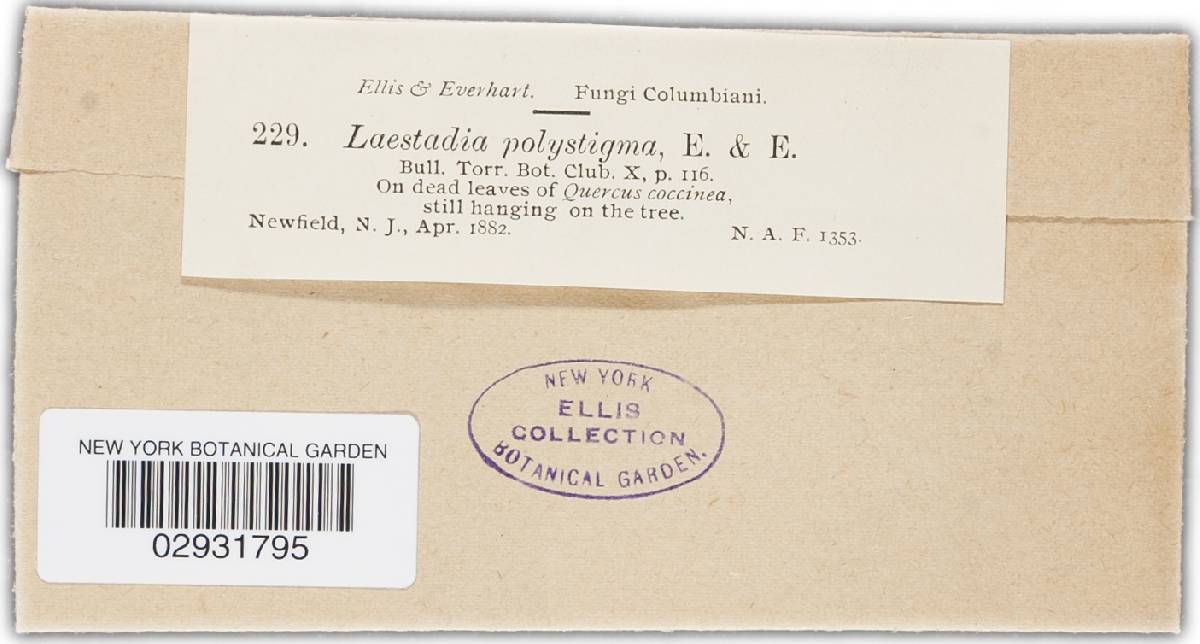 Ellis & Everhart. Fungi Columbiani.
229. Laestadia polystigma, E. & E.
Bull. Torr. Bot. Club. X, p. 116.
On dead leaves of Quercus coccinea,
still hanging on the tree.
Newfield, N. J., Apr. 1882. N. A. F. 1353.
NEW YORK
ELLIS
COLLECTION
BOTANICAL GARDEN.
NEW YORK BOTANICAL GARDEN
02931795